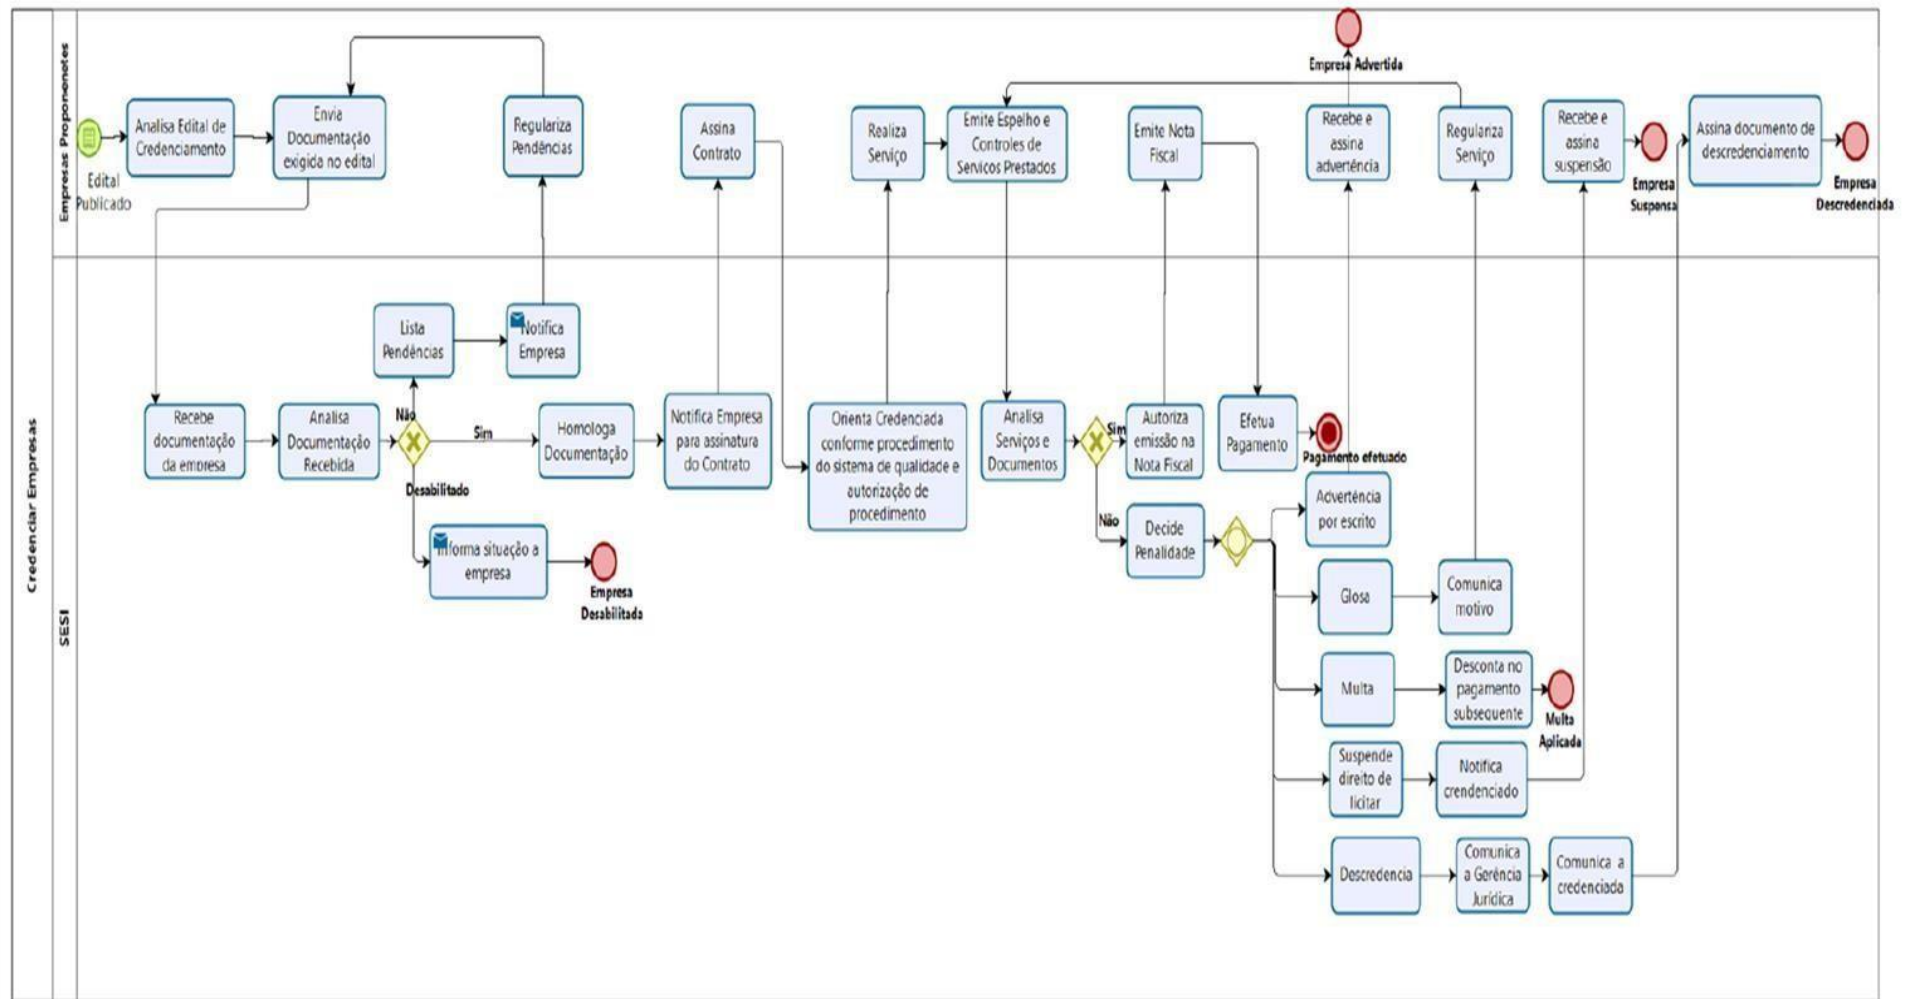 Credenciar Empresas
Empresas Proponentes
Edital
Publicado
Analisa Edital de
Credenciamento
Envia
Documentação
exigida no edital
Regulariza
Pendências
Assina
Contrato
Realiza
Serviço
Emite Espelho e
Controles de
Servicos Prestados
Emite Nota
Fiscal
Empresa Advertida
Recebe e
assina
advertência
Regulariza
Serviço
Recebe e
assina
suspensão
Empresa
Suspensa
Assina documento de
descredenciamento
Empresa
Descredenciada
SESI
Recebe
documentação
da empresa
Analisa
Documentação
Recebida
Não
Sim
Desabilitado
Lista
Pendências
Notifica
Empresa
Informa situação a
empresa
Empresa
Desabilitada
Homologa
Documentação
Notifica Empresa
para assinatura
do Contrato
Orienta Credenciada
conforme procedimento
do sistema de qualidade e
autorização de
procedimento
Analisa
Serviços e
Documentos
Sim
Não
Autoriza
emissão na
Nota Fiscal
Efetua
Pagamento
Pagamento efetuado
Decide
Penalidade
Advertência
por escrito
Glosa
Comunica
motivo
Multa
Desconta no
pagamento
subsequente
Multa
Aplicada
Suspende
direito de
licitar
Notifica
crendenciado
Descredencia
Comunica
a Gerência
Jurídica
Comunica a
credenciada